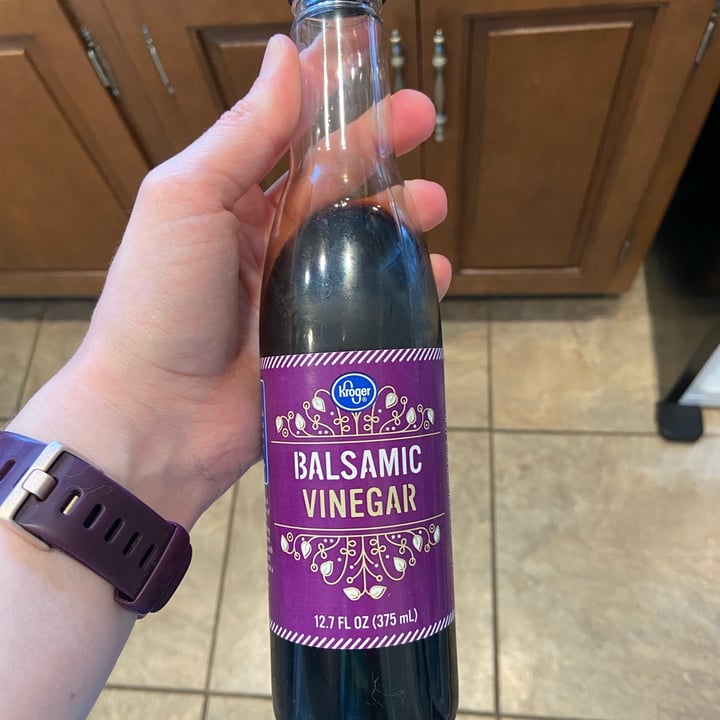 Kroger
BALSAMIC
VINEGAR
12.7 FL OZ (375 mL)